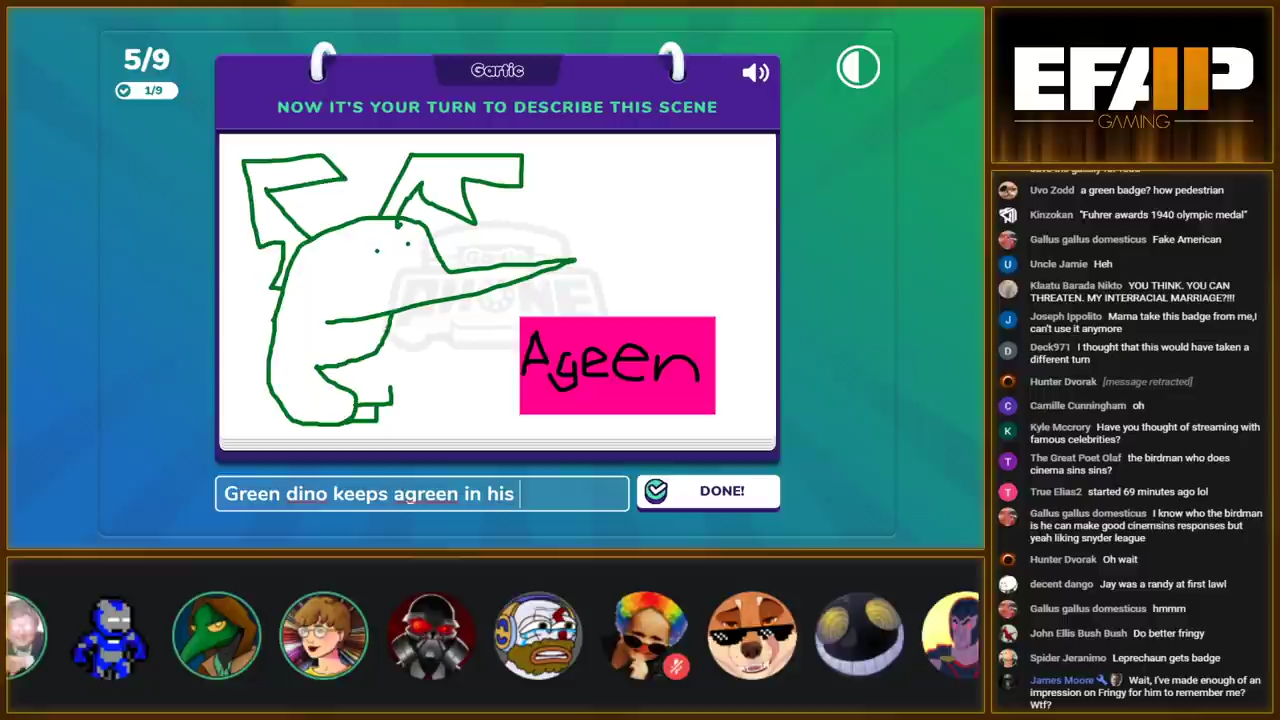 5/9
1/9
Gartic
NOW IT'S YOUR TURN TO DESCRIBE THIS SCENE
Gartic
PHONE
Ageen
Green dino keeps agreen in his
DONE!
EFAP
GAMING
Uvo Zodd a green badge? how pedestrian
Kinzokan "Fuhrer awards 1940 olympic medal"
Gallus gallus domesticus Fake American
U Uncle Jamie Heh
Klaatu Barada Nikto YOU THINK. YOU CAN
THREATEN. MY INTERRACIAL MARRIAGE?!!!
J Joseph Ippolito Mama take this badge from me,I
can't use it anymore
D Deck971 I thought that this would have taken a
different turn
Hunter Dvorak [message retracted]
C Camille Cunningham oh
K Kyle Mccrory Have you thought of streaming with
famous celebrities?
T The Great Poet Olaf the birdman who does
cinema sins sins?
T True Elias2 started 69 minutes ago lol
Gallus gallus domesticus I know who the birdman
is he can make good cinemsins responses but
yeah liking snyder league
Hunter Dvorak Oh wait
decent dango Jay was a randy at first lawl
Gallus gallus domesticus hmmm
John Ellis Bush Bush Do better fringy
Spider Jeranimo Leprechaun gets badge
James Moore Wait, I've made enough of an
impression on Fringy for him to remember me?
Wtf?